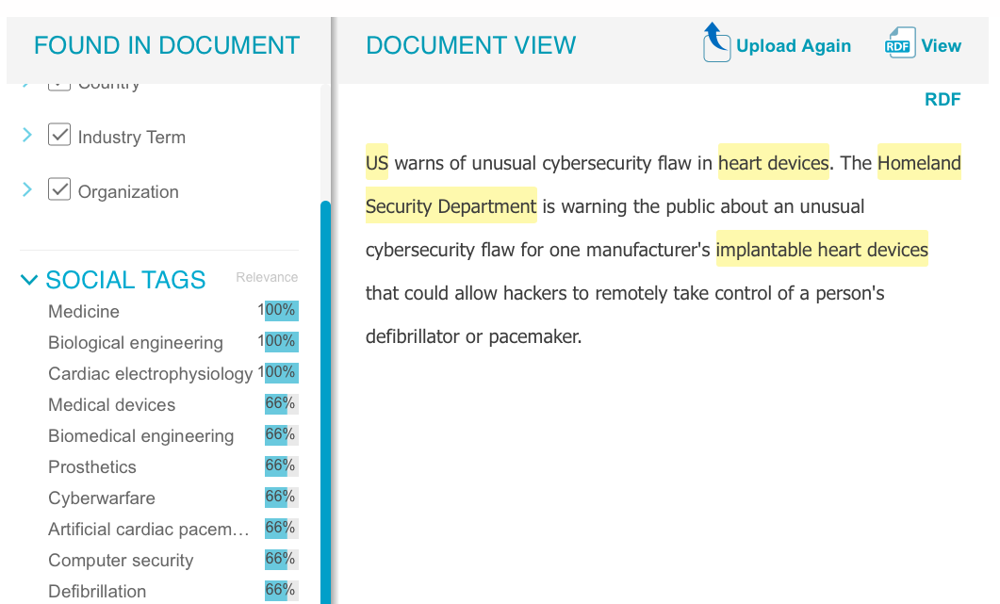 FOUND IN DOCUMENT
Country
Industry Term
Organization
SOCIAL TAGS Relevance
Medicine 100%
Biological engineering 100%
Cardiac electrophysiology 100%
Medical devices 66%
Biomedical engineering 66%
Prosthetics 66%
Cyberwarfare 66%
Artificial cardiac pacem... 66%
Computer security 66%
Defibrillation 66%
DOCUMENT VIEW
Upload Again
RDF View
RDF
US warns of unusual cybersecurity flaw in heart devices. The Homeland
Security Department is warning the public about an unusual
cybersecurity flaw for one manufacturer's implantable heart devices
that could allow hackers to remotely take control of a person's
defibrillator or pacemaker.